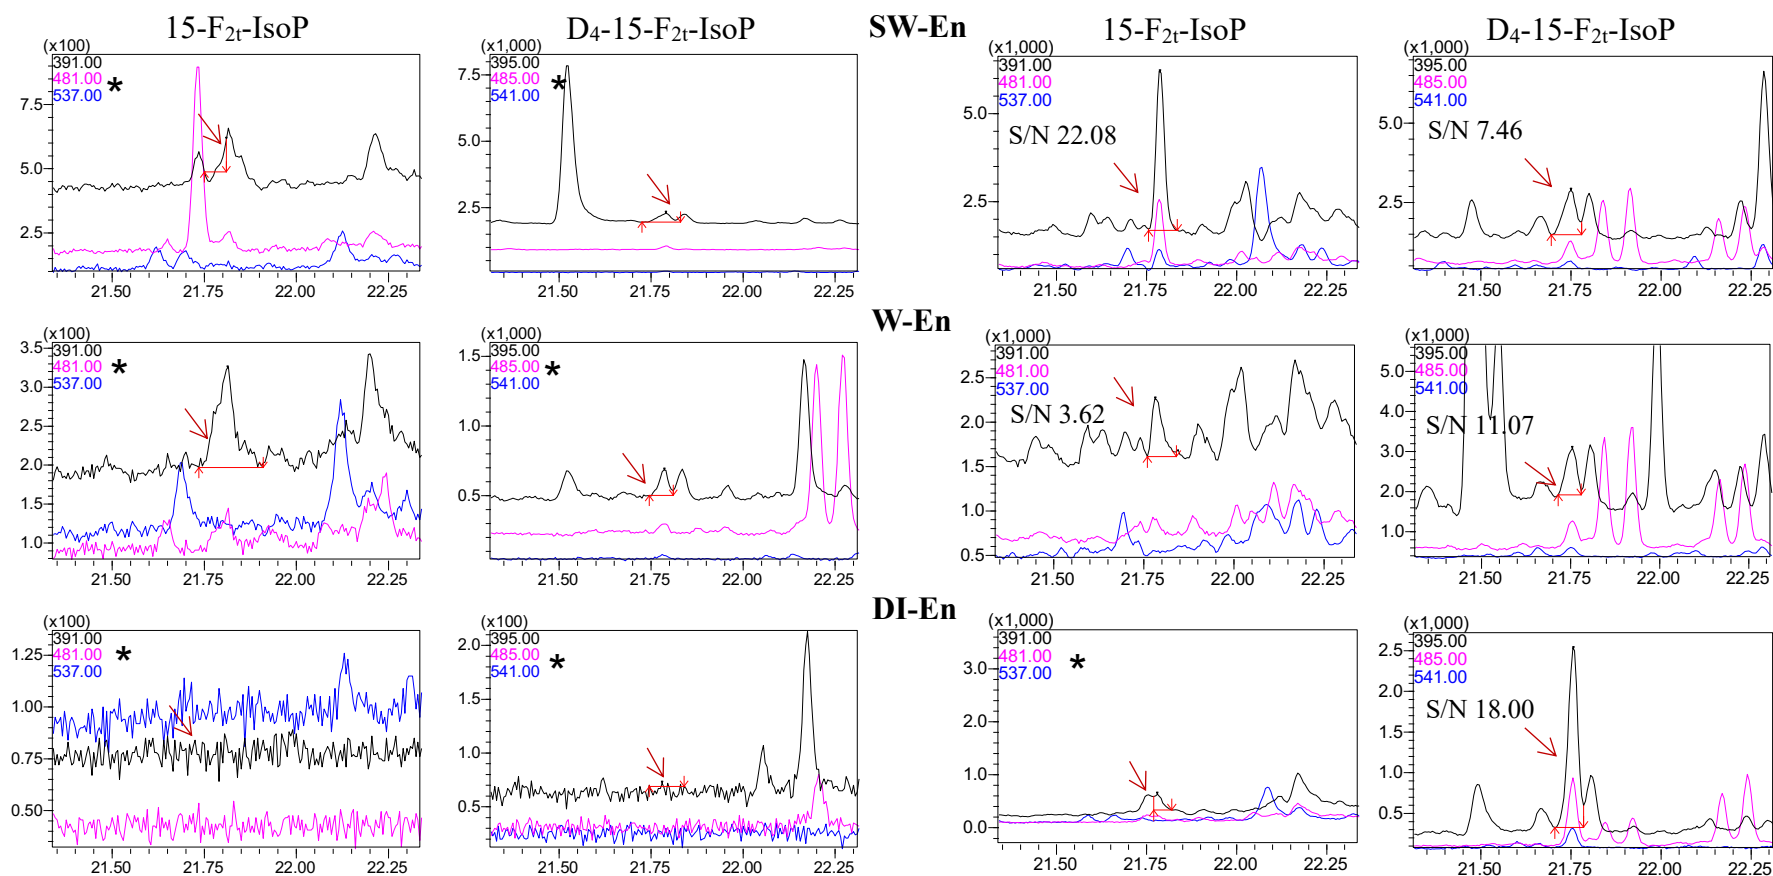 15-F2t-IsoP
D4-15-F2t-IsoP
SW-En
15-F2t-IsoP
D4-15-F2t-IsoP
(x100)
391.00
481.00
537.00
*
7.5
5.0
2.5
21.50 21.75 22.00 22.25
(x1,000)
395.00
485.00
541.00
*
7.5
5.0
2.5
21.50 21.75 22.00 22.25
(x1,000)
391.00
481.00
537.00
S/N 22.08
5.0
2.5
21.50 21.75 22.00 22.25
(x1,000)
395.00
485.00
541.00
S/N 7.46
5.0
2.5
21.50 21.75 22.00 22.25
W-En
(x100)
391.00
481.00
537.00
*
3.5
3.0
2.5
2.0
1.5
1.0
21.50 21.75 22.00 22.25
(x1,000)
395.00
485.00
541.00
*
1.5
1.0
0.5
21.50 21.75 22.00 22.25
(x1,000)
391.00
481.00
537.00
S/N 3.62
2.5
2.0
1.5
1.0
0.5
21.50 21.75 22.00 22.25
(x1,000)
395.00
485.00
541.00
S/N 11.07
5.0
4.0
3.0
2.0
1.0
21.50 21.75 22.00 22.25
DI-En
(x100)
391.00
481.00
537.00
*
1.25
1.00
0.75
0.50
21.50 21.75 22.00 22.25
(x100)
395.00
485.00
541.00
*
2.0
1.5
1.0
0.5
21.50 21.75 22.00 22.25
(x1,000)
391.00
481.00
537.00
*
3.0
2.0
1.0
0.0
21.50 21.75 22.00 22.25
(x1,000)
395.00
485.00
541.00
S/N 18.00
2.5
2.0
1.5
1.0
0.5
21.50 21.75 22.00 22.25